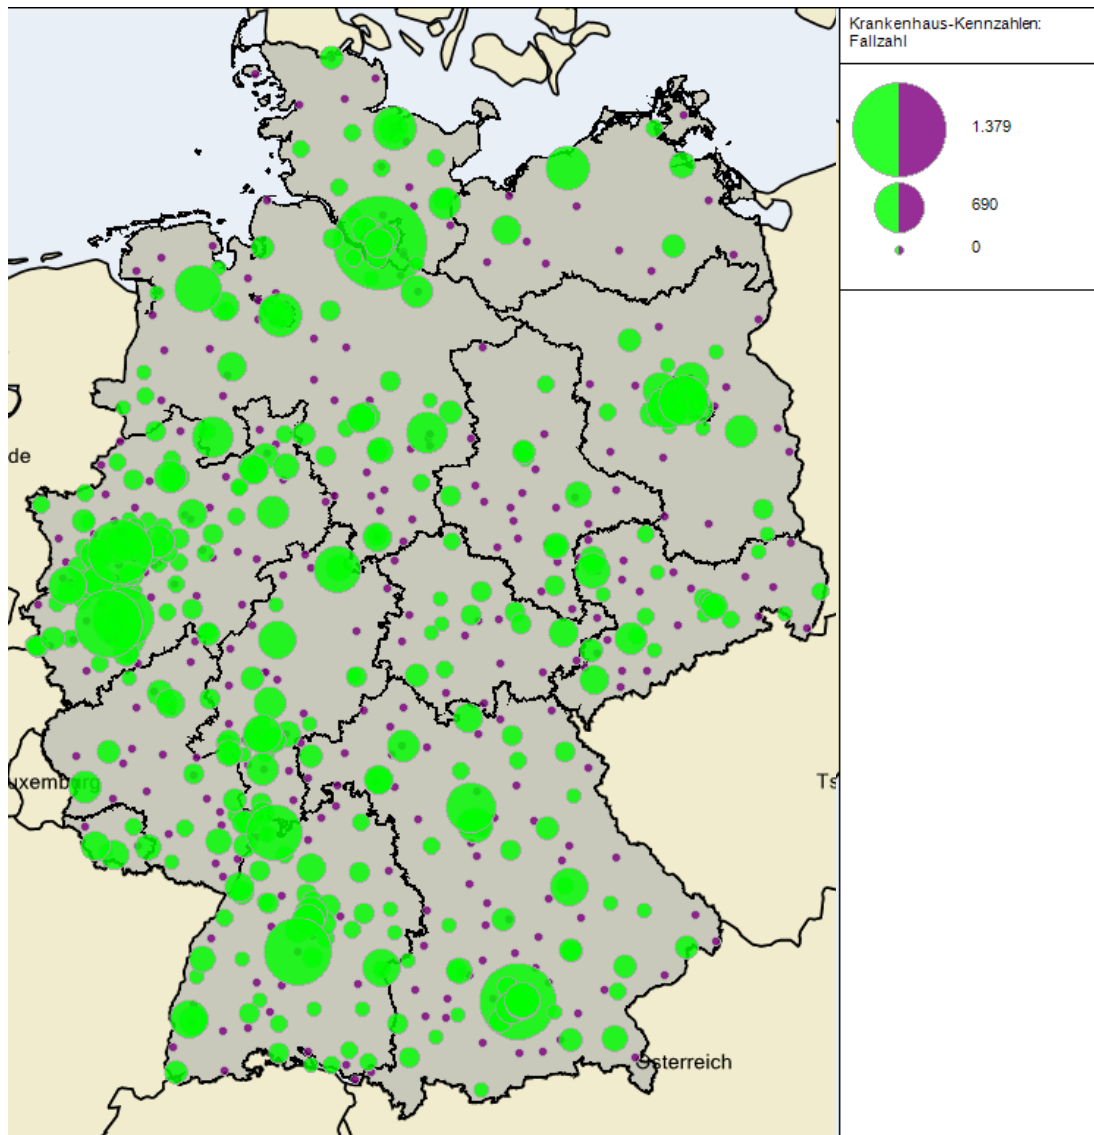 Krankenhaus-Kennzahlen:
Fallzahl
1.379
690
0
de
uxemburg
Ts
Österreich